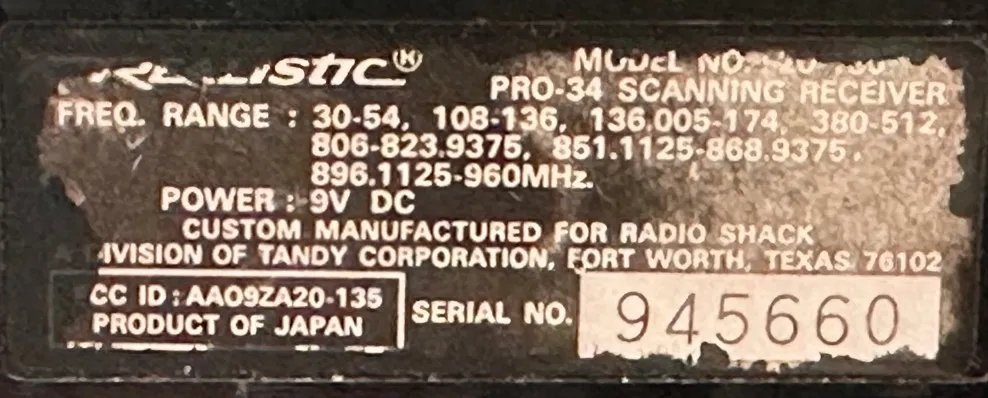 Realistic®
MODEL NO.
PRO-34 SCANNING RECEIVER
FREQ. RANGE : 30-54, 108-136, 136.005-174, 380-512,
806-823.9375, 851.1125-868.9375,
896.1125-960MHz.
POWER : 9V DC
CUSTOM MANUFACTURED FOR RADIO SHACK
IVISION OF TANDY CORPORATION, FORT WORTH, TEXAS 76102
CC ID : AAO9ZA20-135
PRODUCT OF JAPAN
SERIAL NO. 945660